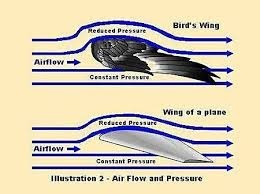 Bird's Wing
Reduced Pressure
Airflow
Constant Pressure
Wing of a plane
Reduced Pressure
Airflow
Constant Pressure
Illustration 2 - Air Flow and Pressure